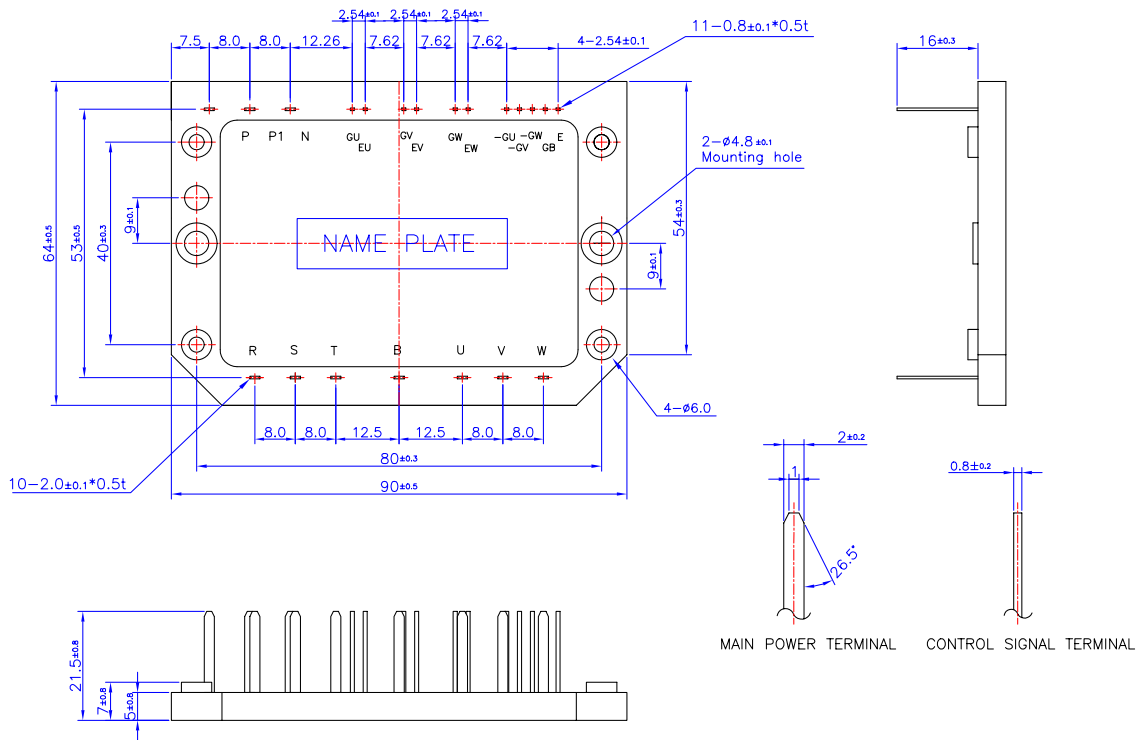 2.54±0.1 2.54±0.1 2.54±0.1
7.5 8.0 8.0 12.26 7.62 7.62 7.62 4-2.54±0.1
11-0.8±0.1*0.5t
16±0.3
P P1 N GU GV GW -GU -GW E
EU EV EW -GV GB
2-ø4.8±0.1
Mounting hole
64±0.5
53±0.5
40±0.3
9±0.1
NAME PLATE
54±0.3
9±0.1
R S T B U V W
4-ø6.0
8.0 8.0 12.5 12.5 8.0 8.0
80±0.3
10-2.0±0.1*0.5t
90±0.5
2±0.2
1
0.8±0.2
26.5°
MAIN POWER TERMINAL
CONTROL SIGNAL TERMINAL
21.5±0.8
7±0.8
5±0.8